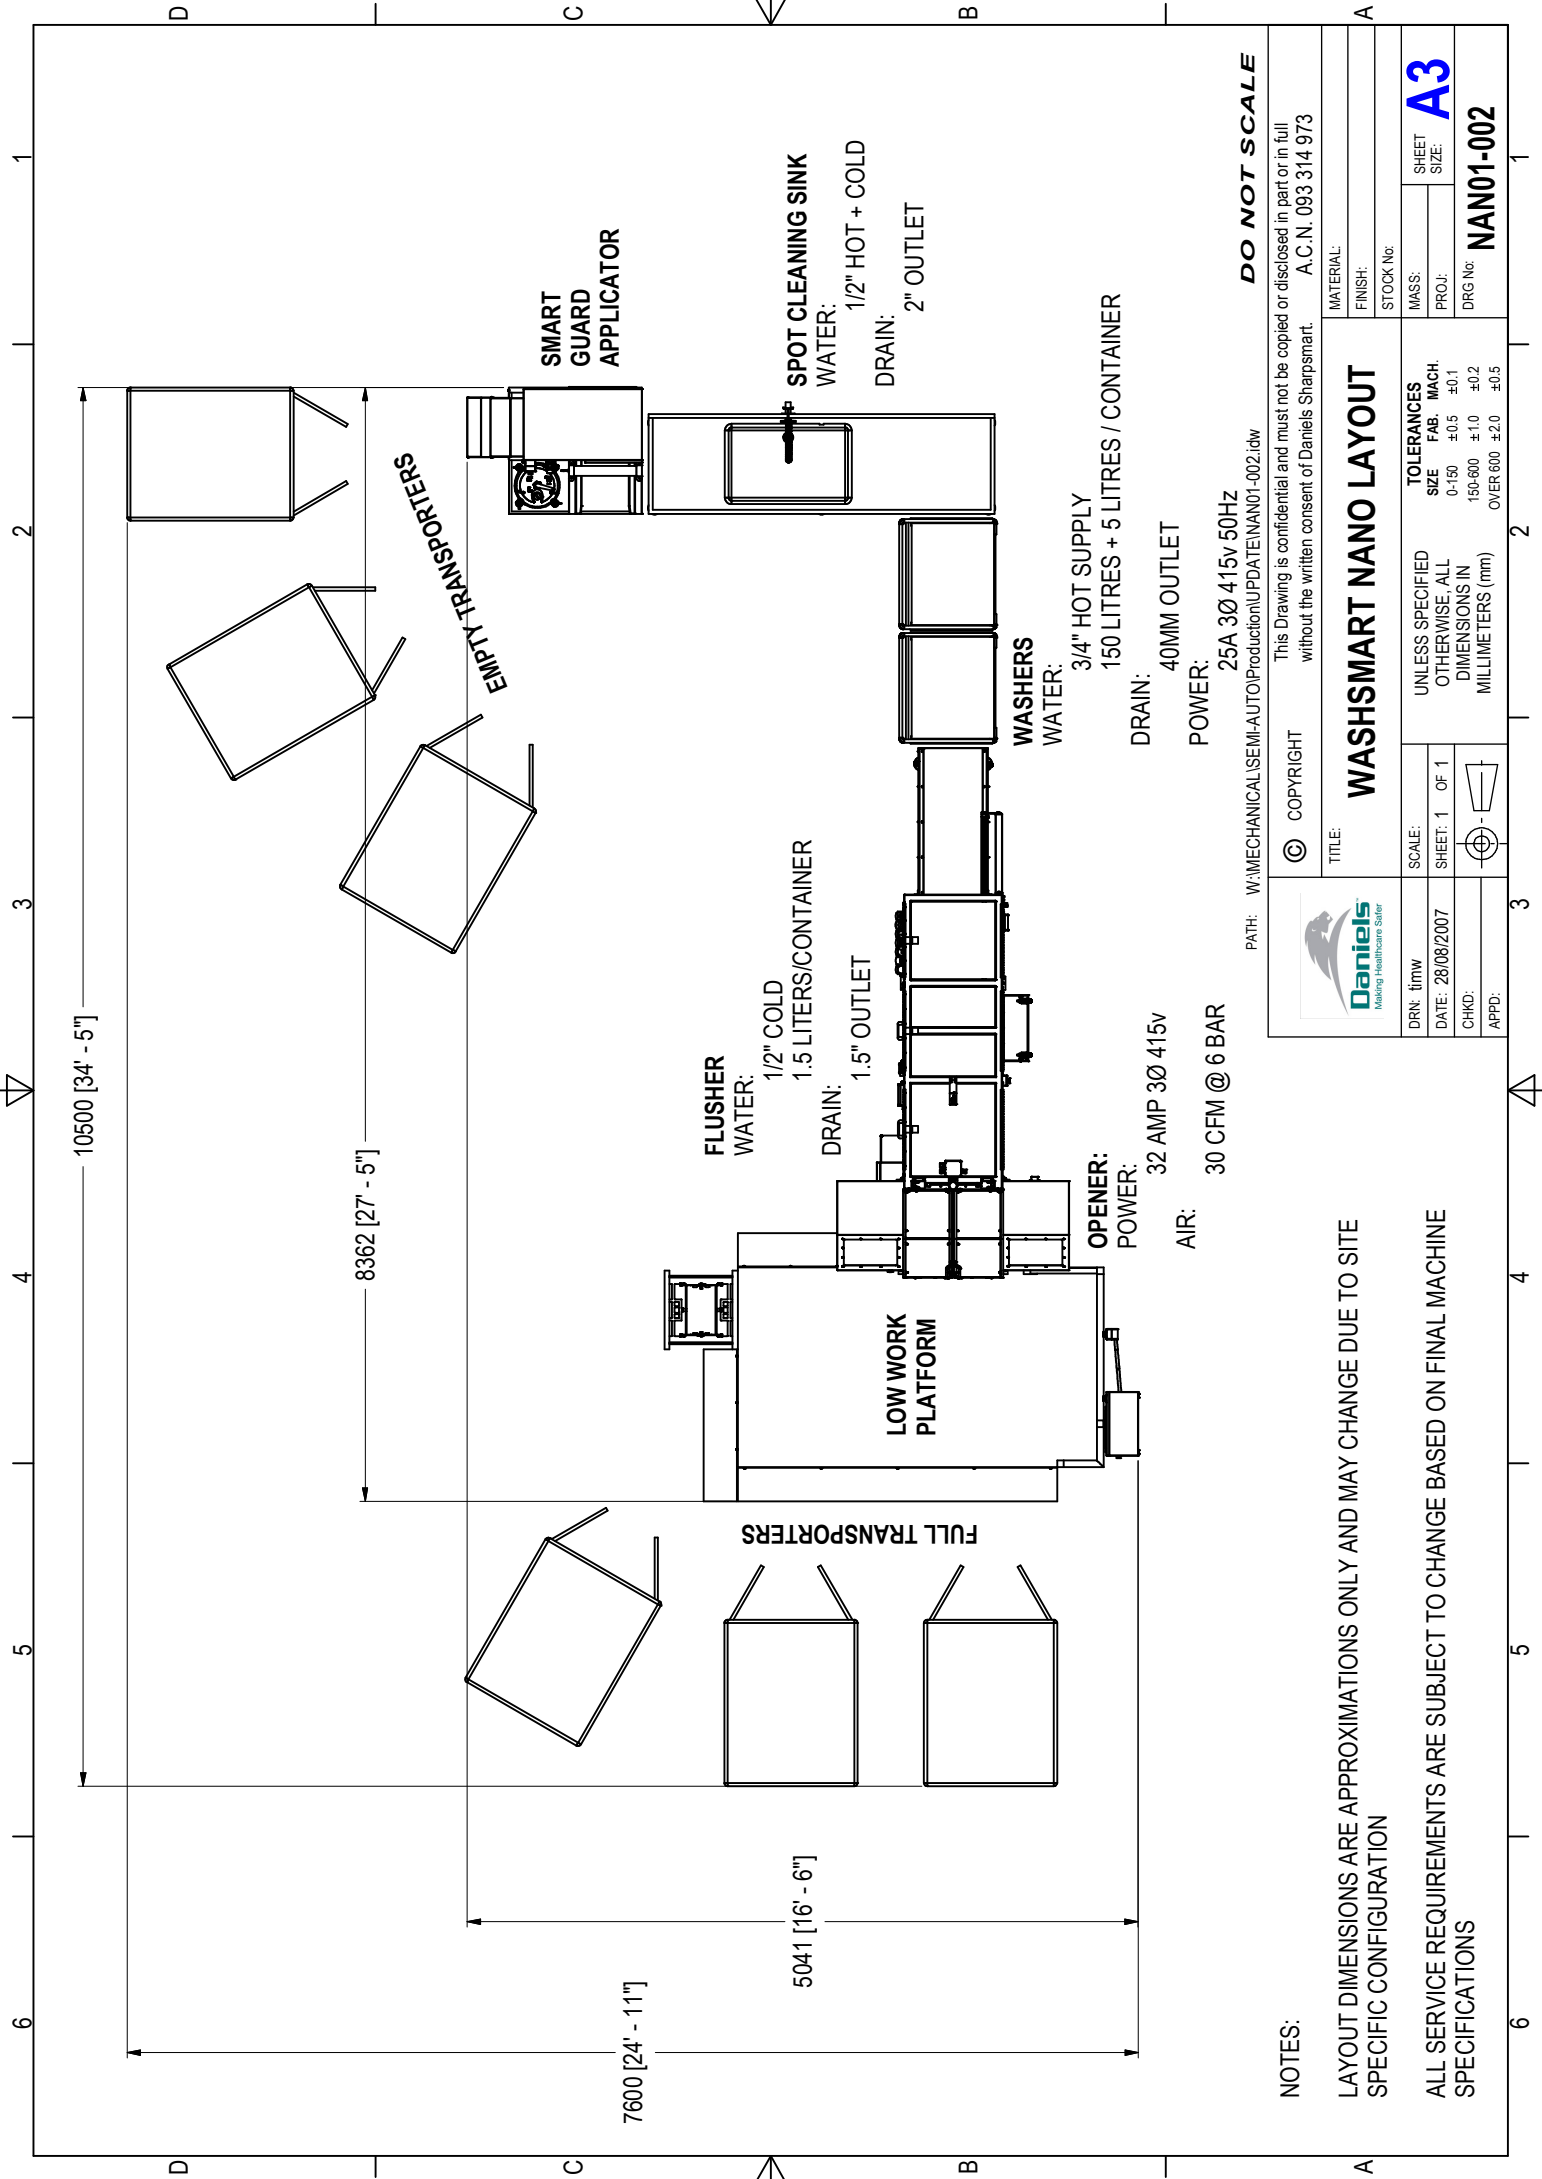 6
5
4
3
2
1
D
C
B
A
10500 [34' - 5"]
8362 [27' - 5"]
7600 [24' - 11"]
5041 [16' - 6"]
EMPTY TRANSPORTERS
FULL TRANSPORTERS
SMART
GUARD
APPLICATOR
SPOT CLEANING SINK
WATER:
1/2" HOT + COLD
DRAIN:
2" OUTLET
FLUSHER
WATER:
1/2" COLD
1.5 LITERS/CONTAINER
DRAIN:
1.5" OUTLET
LOW WORK
PLATFORM
WASHERS
WATER:
3/4" HOT SUPPLY
150 LITRES + 5 LITRES / CONTAINER
DRAIN:
40MM OUTLET
POWER:
25A 3Ø 415v 50Hz
OPENER:
POWER:
32 AMP 3Ø 415v
AIR:
30 CFM @ 6 BAR
NOTES:
LAYOUT DIMENSIONS ARE APPROXIMATIONS ONLY AND MAY CHANGE DUE TO SITE
SPECIFIC CONFIGURATION
ALL SERVICE REQUIREMENTS ARE SUBJECT TO CHANGE BASED ON FINAL MACHINE
SPECIFICATIONS
PATH: W:\MECHANICAL\SEMI-AUTO\Production\UPDATE\NAN01-002.idw
DO NOT SCALE
© COPYRIGHT
This Drawing is confidential and must not be copied or disclosed in part or in full
without the written consent of Daniels Sharpsmart. A.C.N. 093 314 973
Daniels
Making Healthcare Safer
TITLE:
WASHSMART NANO LAYOUT
MATERIAL:
FINISH:
STOCK No:
DRN: timw
DATE: 28/08/2007
CHKD:
APPD:
SCALE:
SHEET: 1 OF 1
UNLESS SPECIFIED
OTHERWISE, ALL
DIMENSIONS IN
MILLIMETERS (mm)
TOLERANCES
SIZE FAB. MACH.
0-150 ±0.5 ±0.1
150-600 ±1.0 ±0.2
OVER 600 ±2.0 ±0.5
MASS:
PROJ:
SHEET
SIZE:
A3
DRG No: NAN01-002
6
5
4
3
2
1
D
C
B
A